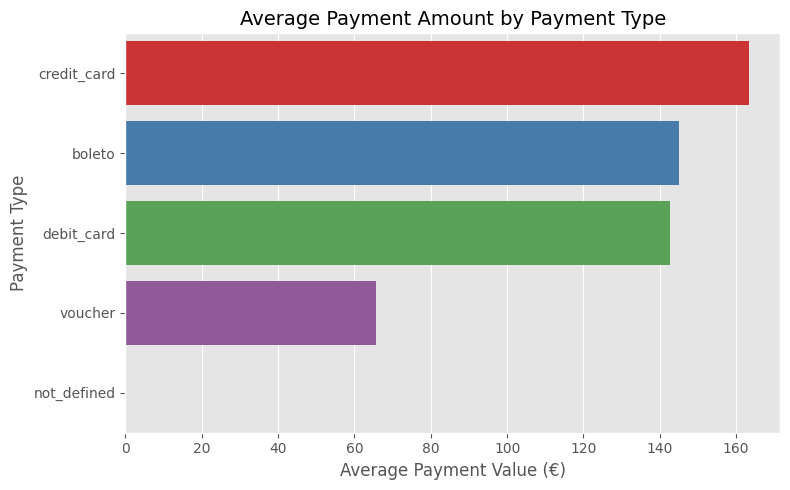 Average Payment Amount by Payment Type
Payment Type
credit_card
boleto
debit_card
voucher
not_defined
0 20 40 60 80 100 120 140 160
Average Payment Value (€)